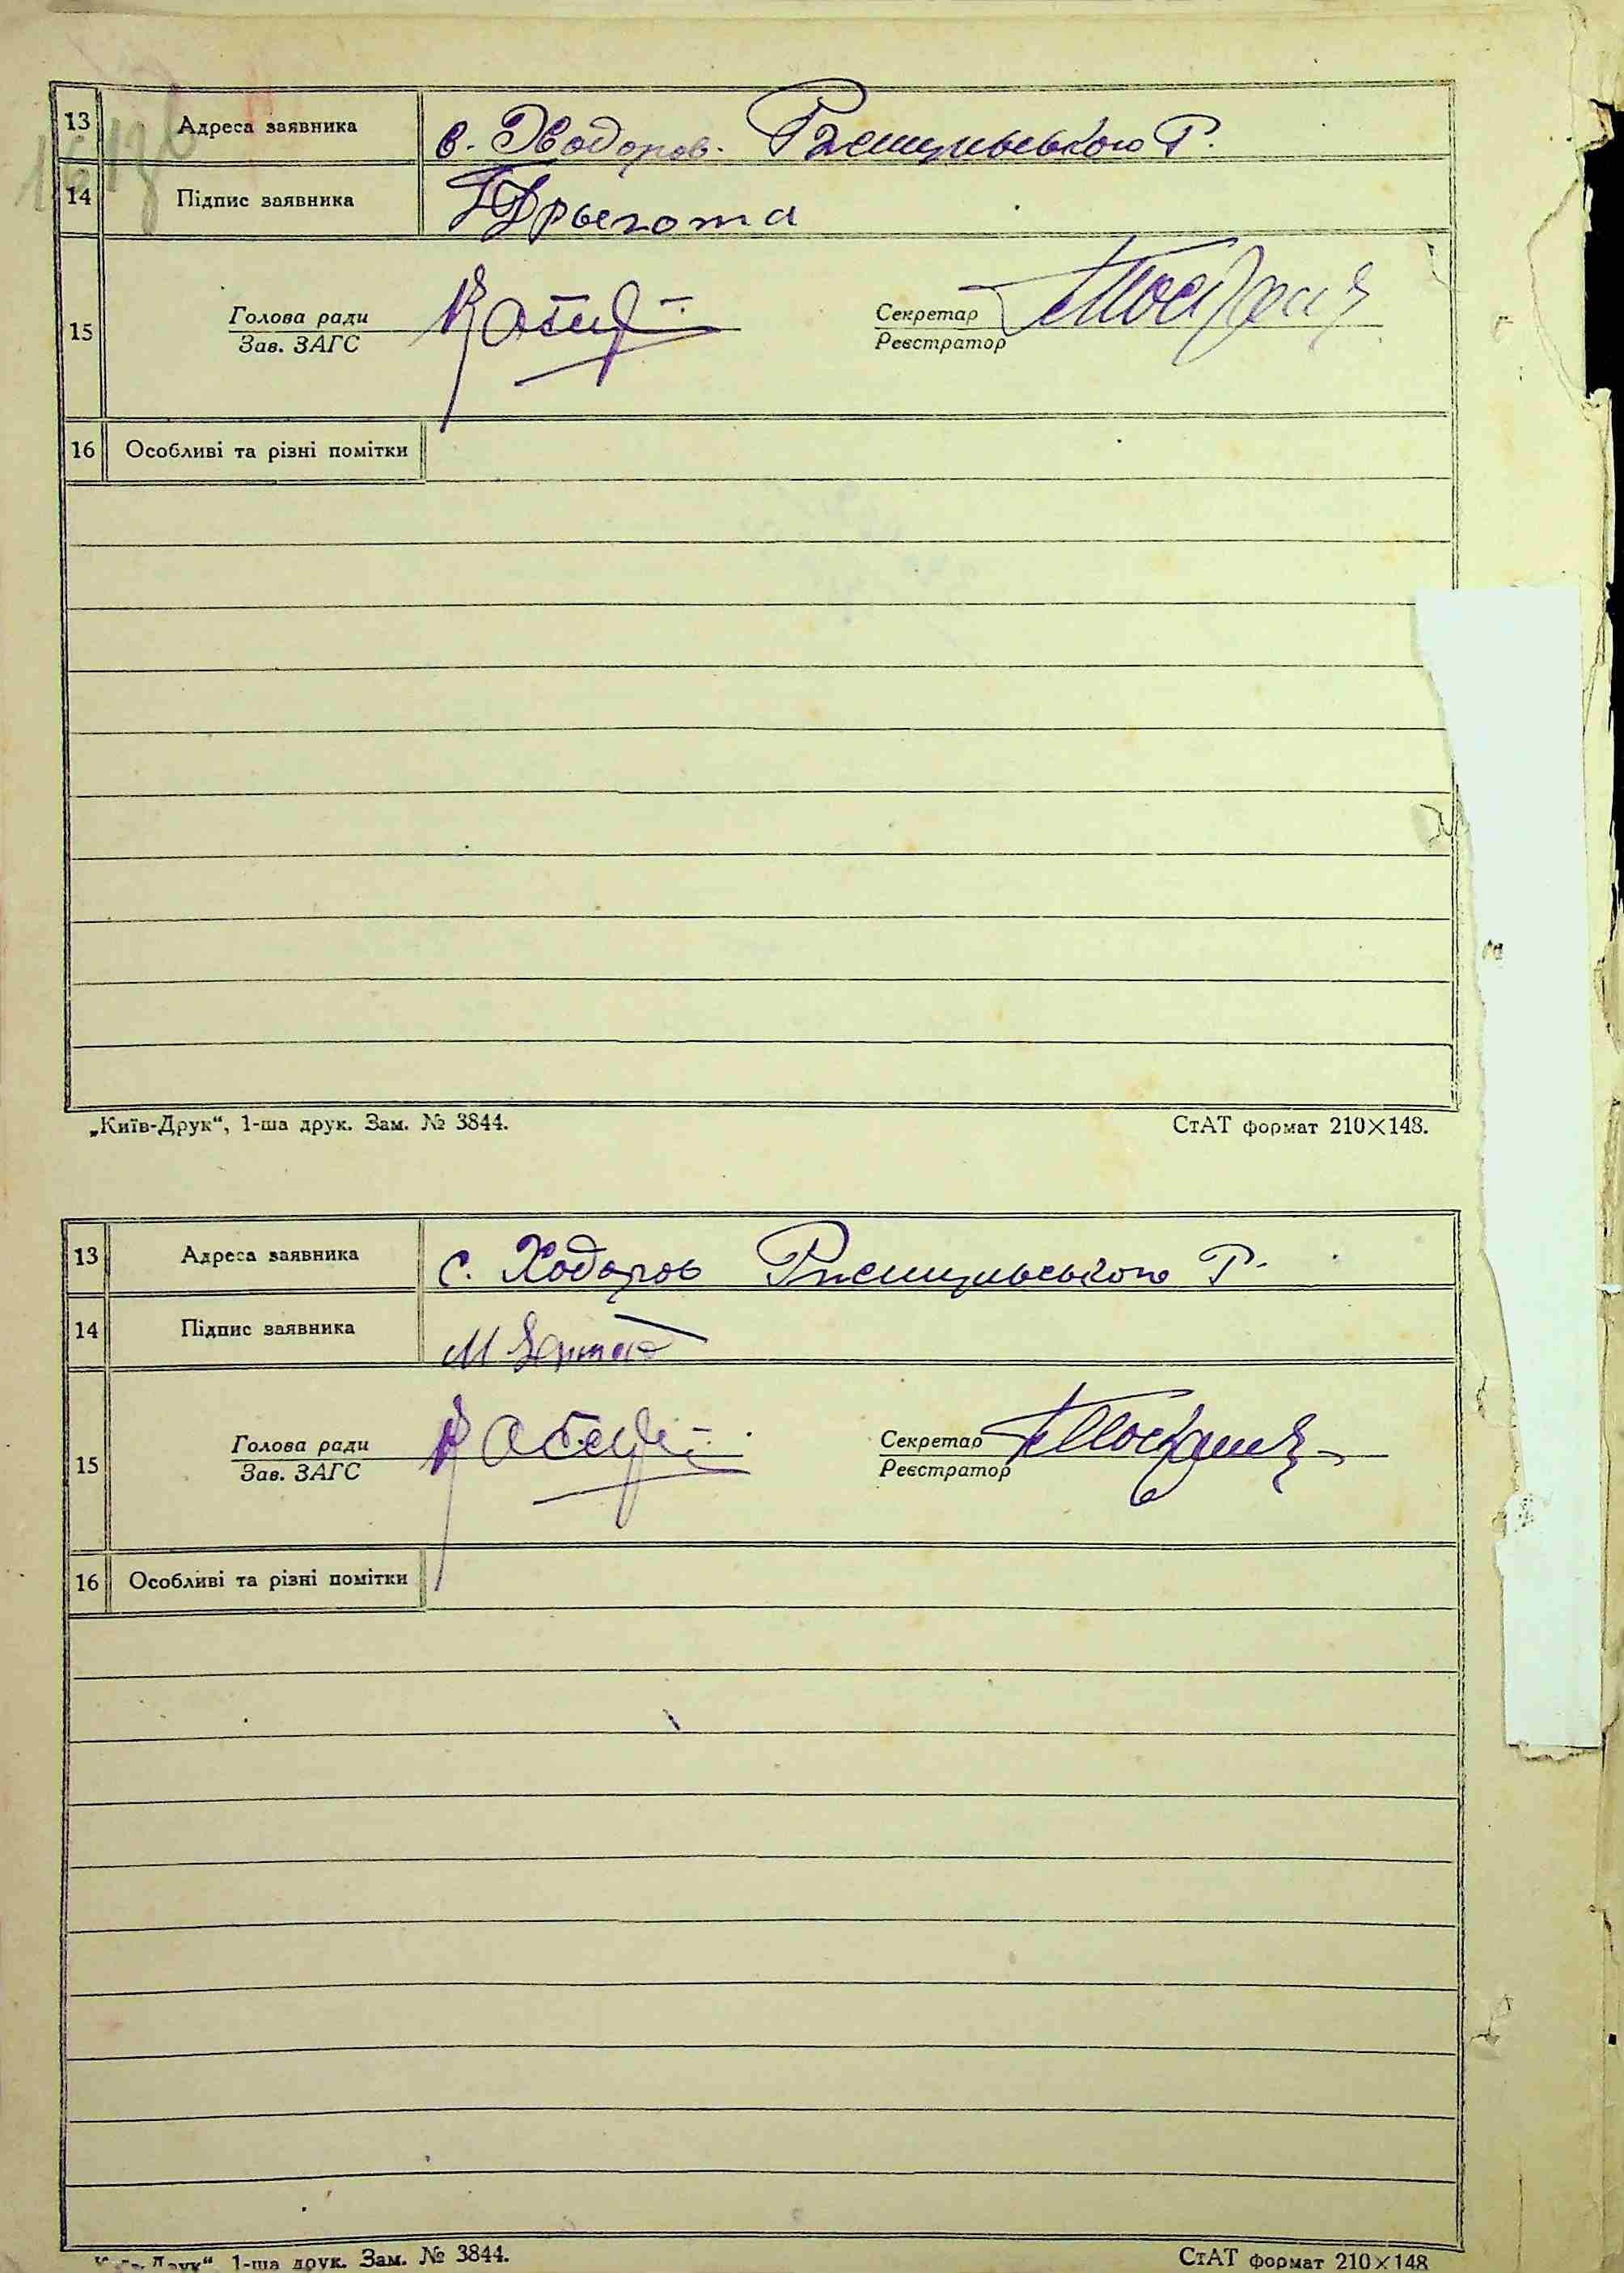 13 Адреса заявника с. Ходоров. Ржищивського Р.
14 Підпис заявника Дрыгота
15 Голова ради Секретар
Зав. ЗАГС Реєстратор
16 Особливі та різні помітки
„Київ-Друк“, 1-ша друк. Зам. № 3844. СтАТ формат 210×148.
13 Адреса заявника с. Ходоров Ржищивського Р.
14 Підпис заявника М
15 Голова ради Секретар
Зав. ЗАГС Реєстратор
16 Особливі та різні помітки
1-ша друк. Зам. № 3844. СтАТ формат 210×148